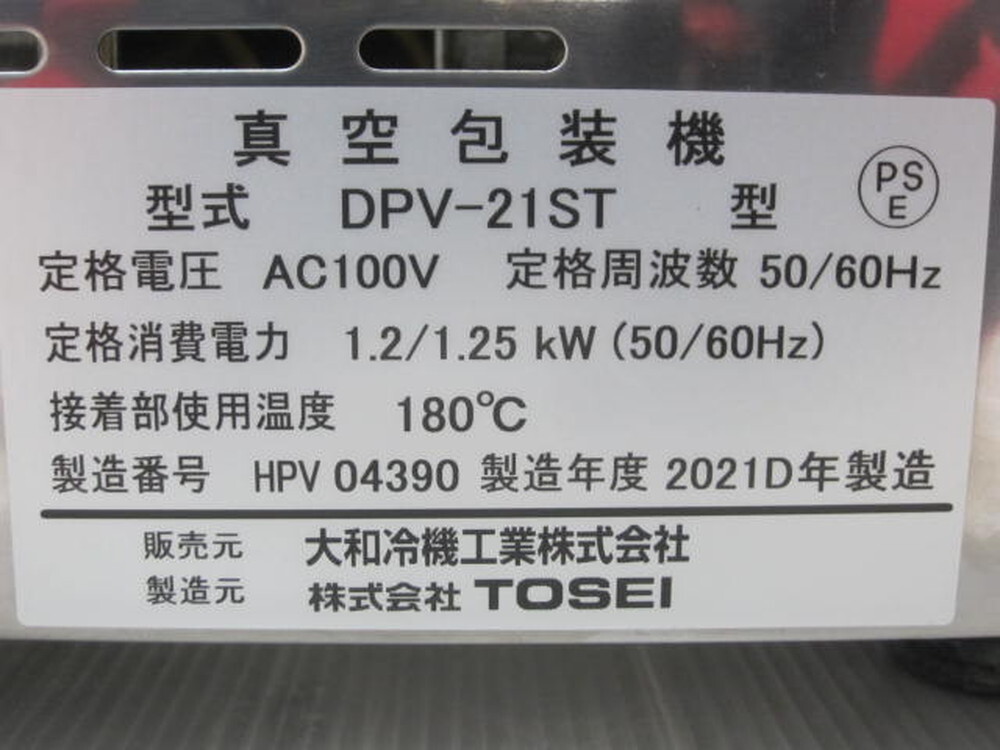 真空包装機
型式 DPV-21ST 型
PS
E
定格電圧 AC100V 定格周波数 50/60Hz
定格消費電力 1.2/1.25 kW (50/60Hz)
接着部使用温度 180℃
製造番号 HPV 04390 製造年度 2021D年製造
販売元 大和冷機工業株式会社
製造元 株式会社 TOSEI